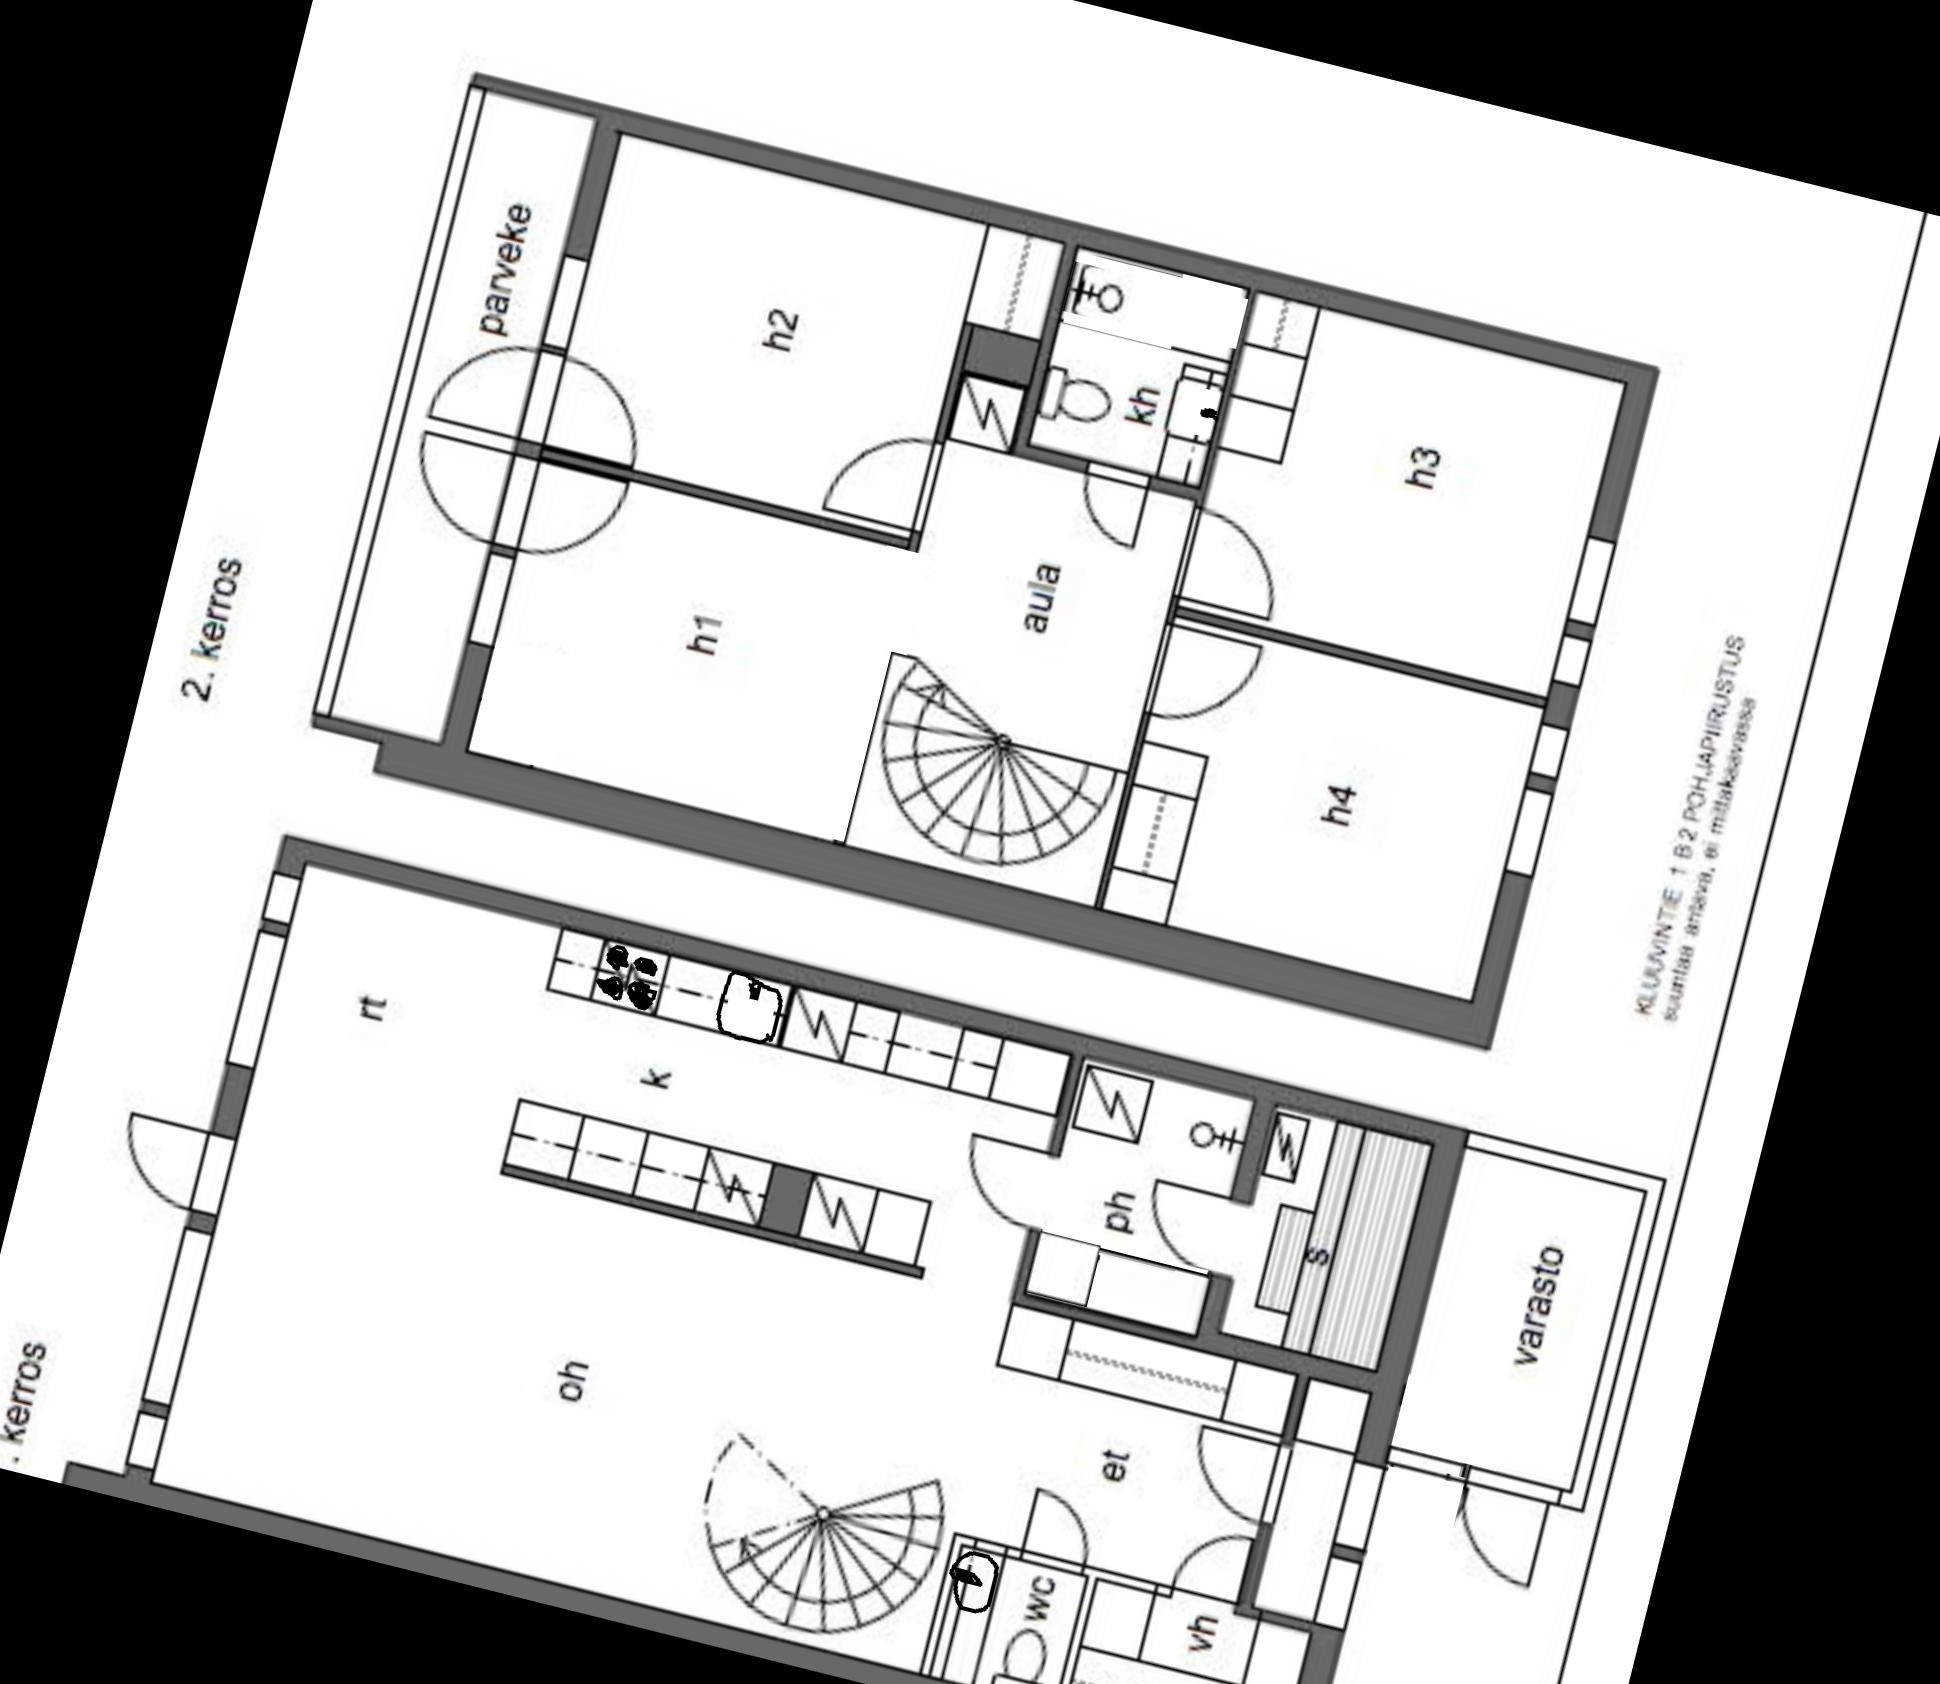 2. kerros
parveke
h2
kh
h3
h1
aula
h4
KLUUVINTIE 1 B 2 POHJAPIIRUSTUS
suuntaa antava, ei mittakaavassa
. kerros
rt
k
oh
ph
s
varasto
et
wc
vh